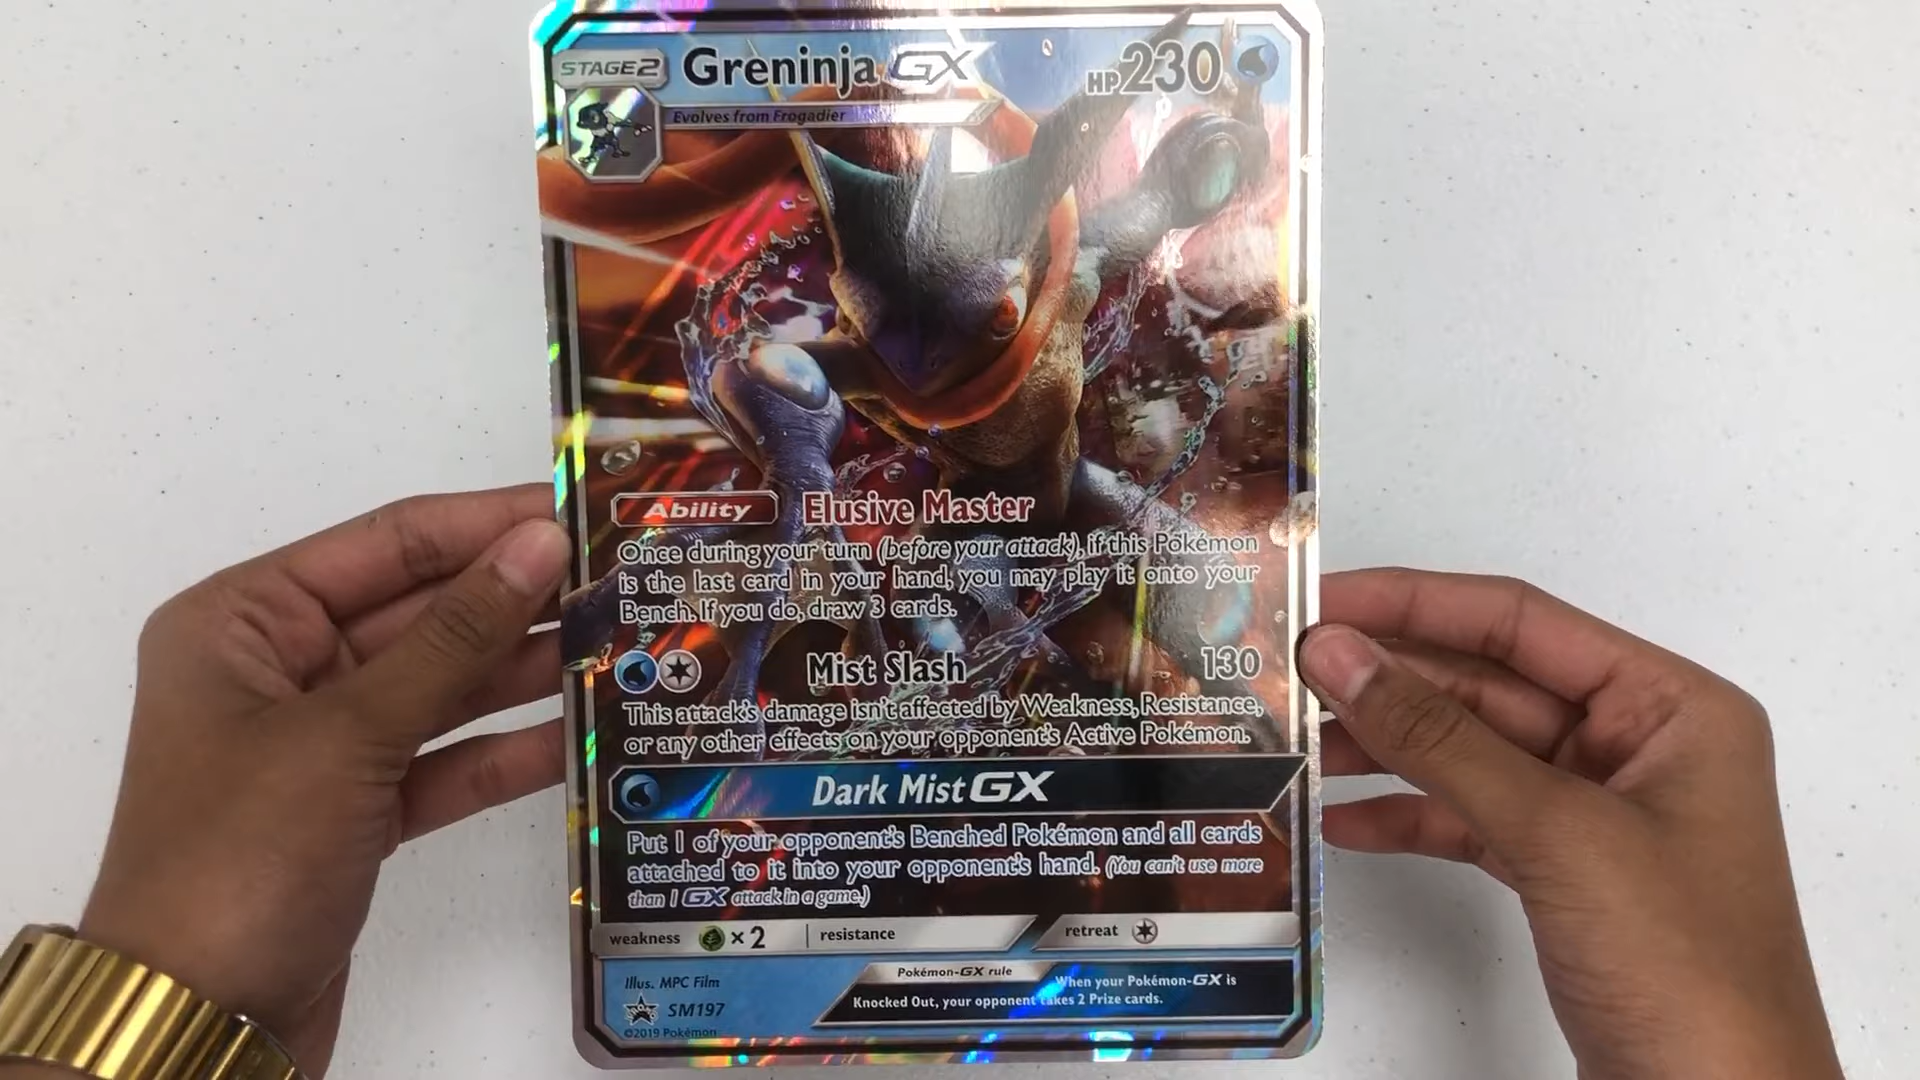 STAGE2 Greninja GX HP230
Evolves from Frogadier
Ability Elusive Master
Once during your turn (before your attack), if this Pokémon
is the last card in your hand, you may play it onto your
Bench. If you do, draw 3 cards.
Mist Slash 130
This attack's damage isn't affected by Weakness, Resistance,
or any other effects on your opponent's Active Pokémon.
Dark Mist GX
Put 1 of your opponent's Benched Pokémon and all cards
attached to it into your opponent's hand. (You can't use more
than 1 GX attack in a game.)
weakness ×2 resistance retreat
Illus. MPC Film
PROMO SM197
©2019 Pokémon
Pokémon-GX rule
When your Pokémon-GX is
Knocked Out, your opponent takes 2 Prize cards.